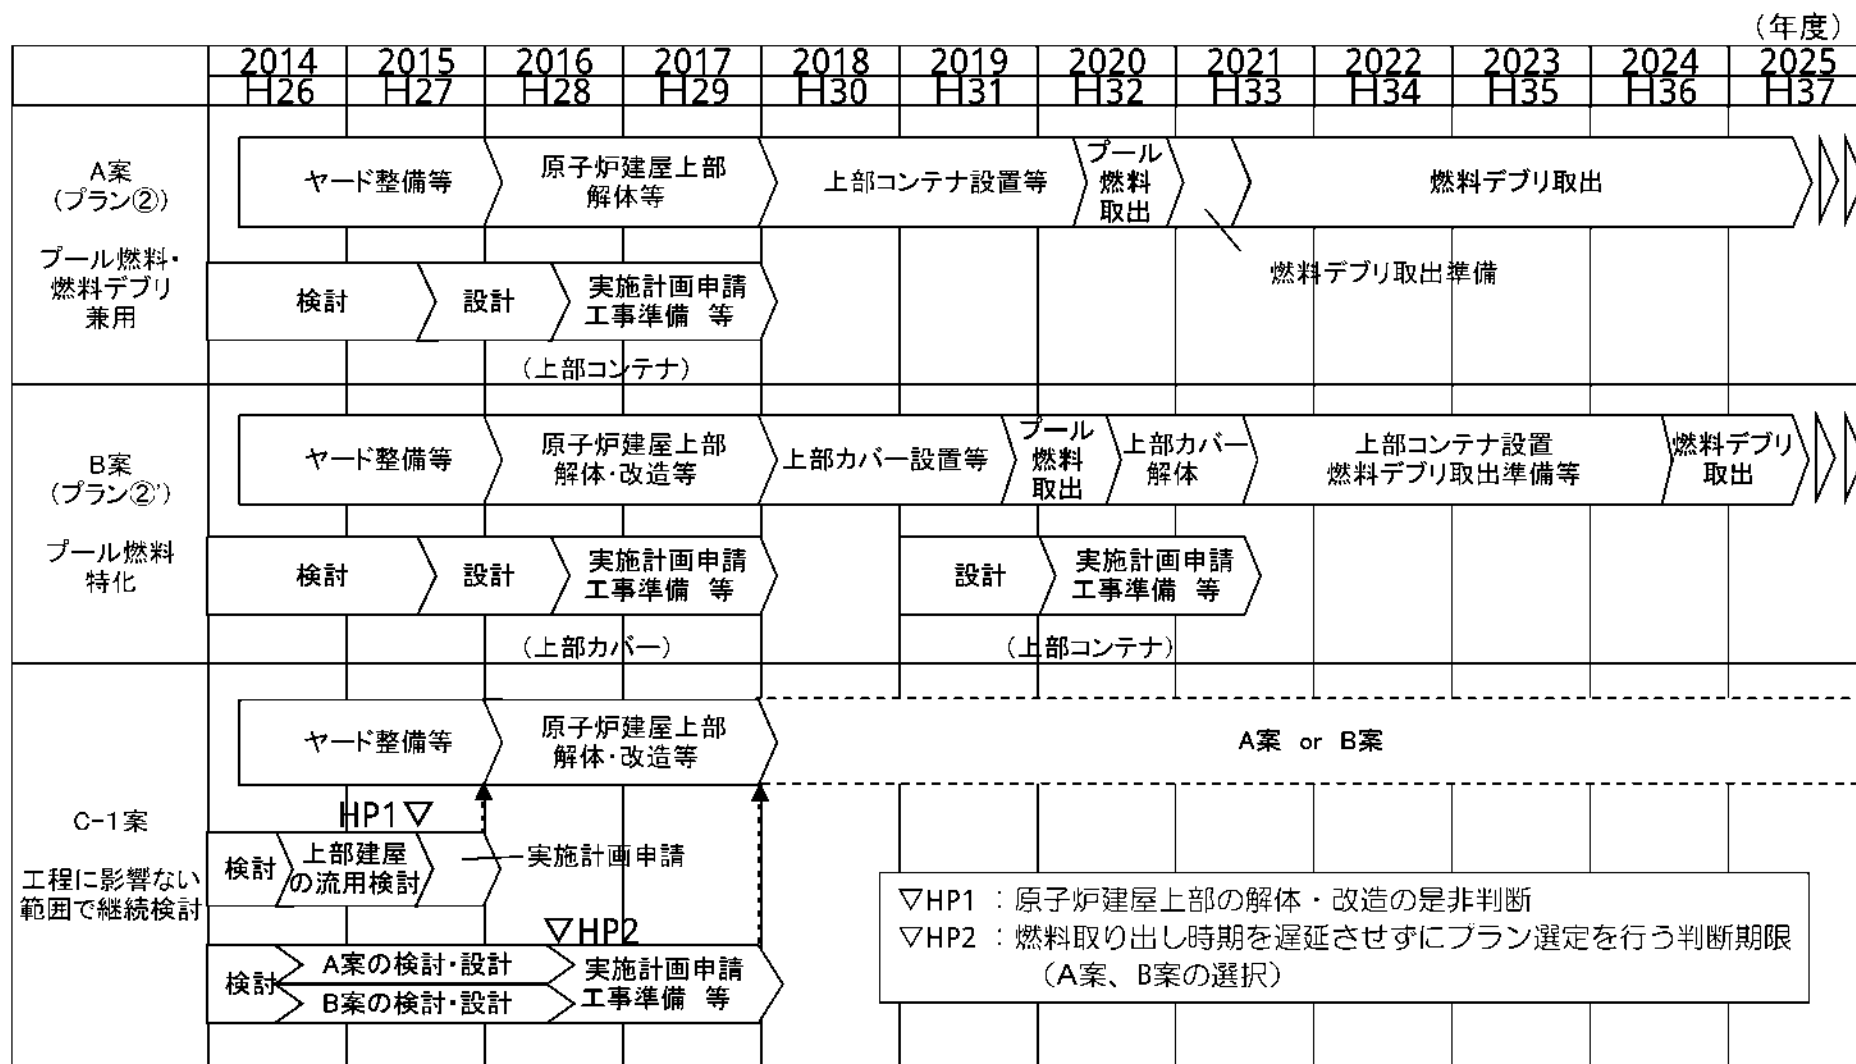 （年度）
2014 2015 2016 2017 2018 2019 2020 2021 2022 2023 2024 2025
H26 H27 H28 H29 H30 H31 H32 H33 H34 H35 H36 H37
A案
（プラン②）
プール燃料・
燃料デブリ
兼用
ヤード整備等
原子炉建屋上部
解体等
上部コンテナ設置等
プール
燃料
取出
燃料デブリ取出
燃料デブリ取出準備
検討
設計
実施計画申請
工事準備 等
（上部コンテナ）
B案
（プラン②’）
プール燃料
特化
ヤード整備等
原子炉建屋上部
解体・改造等
上部カバー設置等
プール
燃料
取出
上部カバー
解体
上部コンテナ設置
燃料デブリ取出準備等
燃料デブリ
取出
検討
設計
実施計画申請
工事準備 等
（上部カバー）
設計
実施計画申請
工事準備 等
（上部コンテナ）
C-1案
工程に影響ない
範囲で継続検討
ヤード整備等
原子炉建屋上部
解体・改造等
A案 or B案
HP1▽
検討
上部建屋
の流用検討
実施計画申請
▽HP2
検討
A案の検討・設計
B案の検討・設計
実施計画申請
工事準備 等
▽HP1 ：原子炉建屋上部の解体・改造の是非判断
▽HP2 ：燃料取り出し時期を遅延させずにプラン選定を行う判断期限
（A案、B案の選択）